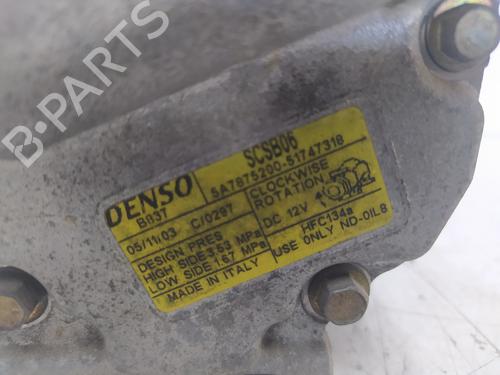 DENSO
SCSB06
5A7875200-51747318
B837
05/11/03 C/0297
CLOCKWISE
ROTATION
DC 12V
DESIGN PRES
HIGH SIDE:3.53 MPa
LOW SIDE:1.67 MPa
HFC134a
USE ONLY ND-OIL8
MADE IN ITALY
B-PARTS